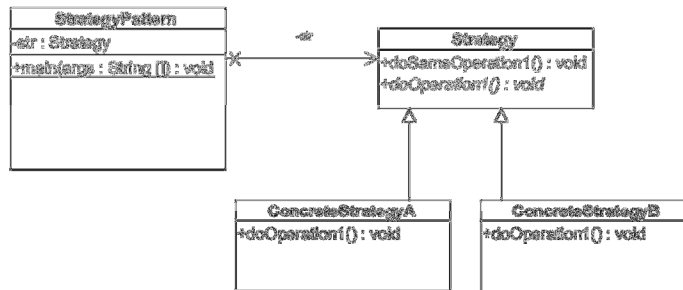 StrategyPattern
-str : Strategy
+main(args : String []) : void
-str
Strategy
+doSameOperation1() : void
+doOperation1() : void
ConcreteStrategyA
+doOperation1() : void
ConcreteStrategyB
+doOperation1() : void